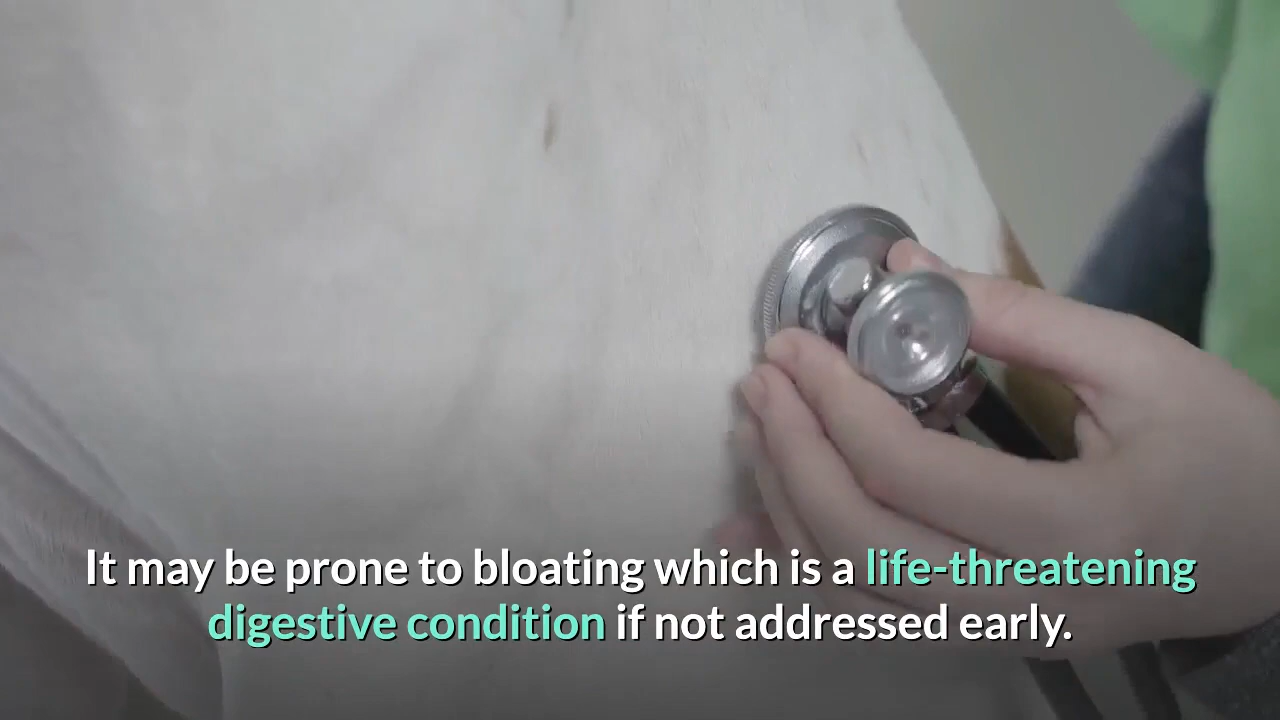 It may be prone to bloating which is a life-threatening
digestive condition if not addressed early.